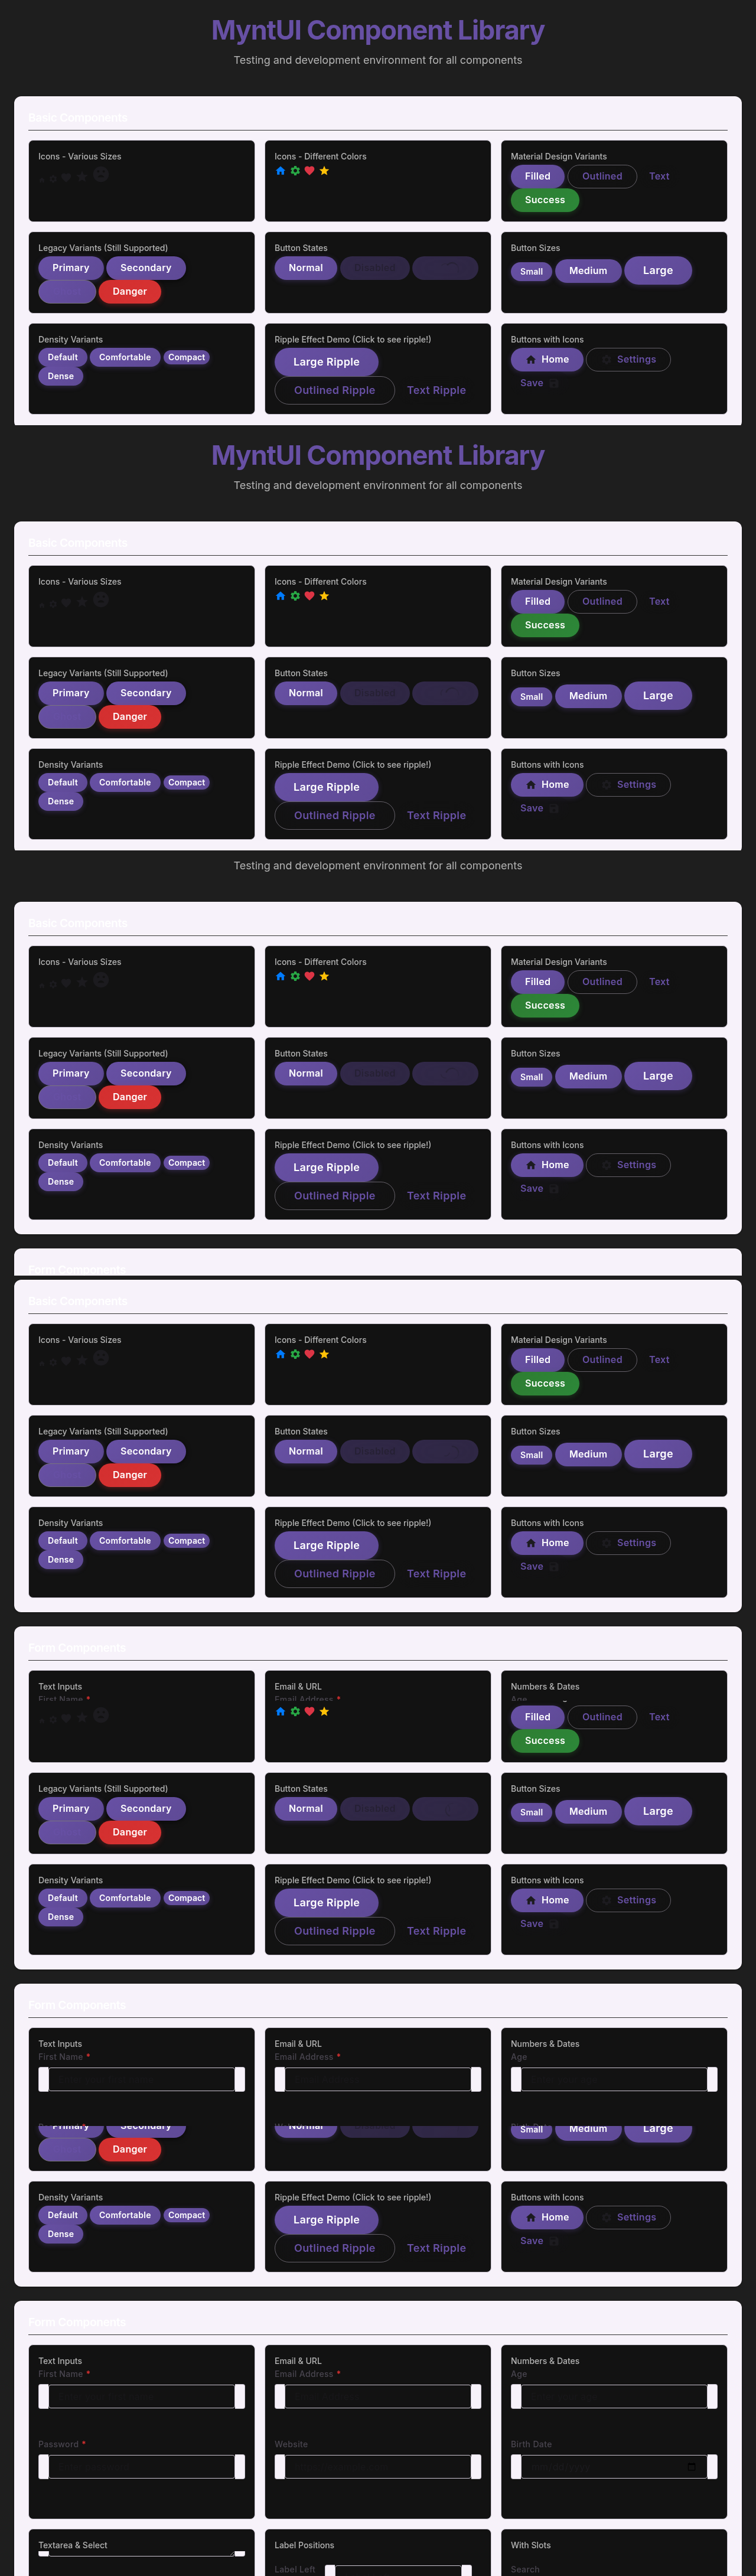 MyntUI Component Library
Testing and development environment for all components
Basic Components
Icons - Various Sizes
Icons - Different Colors
Material Design Variants
Filled Outlined Text
Success
Legacy Variants (Still Supported)
Button States
Button Sizes
Primary Secondary
Normal Disabled
Small Medium Large
Danger
Density Variants
Ripple Effect Demo (Click to see ripple!)
Buttons with Icons
Default Comfortable Compact
Large Ripple
Home Settings
Dense
Outlined Ripple Text Ripple
Save
MyntUI Component Library
Testing and development environment for all components
Basic Components
Icons - Various Sizes
Icons - Different Colors
Material Design Variants
Filled Outlined Text
Success
Legacy Variants (Still Supported)
Button States
Button Sizes
Primary Secondary
Normal Disabled
Small Medium Large
Danger
Density Variants
Ripple Effect Demo (Click to see ripple!)
Buttons with Icons
Default Comfortable Compact
Large Ripple
Home Settings
Dense
Outlined Ripple Text Ripple
Save
Testing and development environment for all components
Basic Components
Icons - Various Sizes
Icons - Different Colors
Material Design Variants
Filled Outlined Text
Success
Legacy Variants (Still Supported)
Button States
Button Sizes
Primary Secondary
Normal Disabled
Small Medium Large
Danger
Density Variants
Ripple Effect Demo (Click to see ripple!)
Buttons with Icons
Default Comfortable Compact
Large Ripple
Home Settings
Dense
Outlined Ripple Text Ripple
Save
Form Components
Basic Components
Icons - Various Sizes
Icons - Different Colors
Material Design Variants
Filled Outlined Text
Success
Legacy Variants (Still Supported)
Button States
Button Sizes
Primary Secondary
Normal Disabled
Small Medium Large
Danger
Density Variants
Ripple Effect Demo (Click to see ripple!)
Buttons with Icons
Default Comfortable Compact
Large Ripple
Home Settings
Dense
Outlined Ripple Text Ripple
Save
Form Components
Text Inputs
Email & URL
Numbers & Dates
First Name *
Email Address *
Age
Filled Outlined Text
Success
Legacy Variants (Still Supported)
Button States
Button Sizes
Primary Secondary
Normal Disabled
Small Medium Large
Danger
Density Variants
Ripple Effect Demo (Click to see ripple!)
Buttons with Icons
Default Comfortable Compact
Large Ripple
Home Settings
Dense
Outlined Ripple Text Ripple
Save
Form Components
Text Inputs
Email & URL
Numbers & Dates
First Name *
Email Address *
Age
Primary Secondary
Normal
Small Medium Large
Danger
Density Variants
Ripple Effect Demo (Click to see ripple!)
Buttons with Icons
Default Comfortable Compact
Large Ripple
Home Settings
Dense
Outlined Ripple Text Ripple
Save
Form Components
Text Inputs
Email & URL
Numbers & Dates
First Name *
Email Address *
Age
Password *
Website
Birth Date
Textarea & Select
Label Positions
With Slots
Label Left
Search